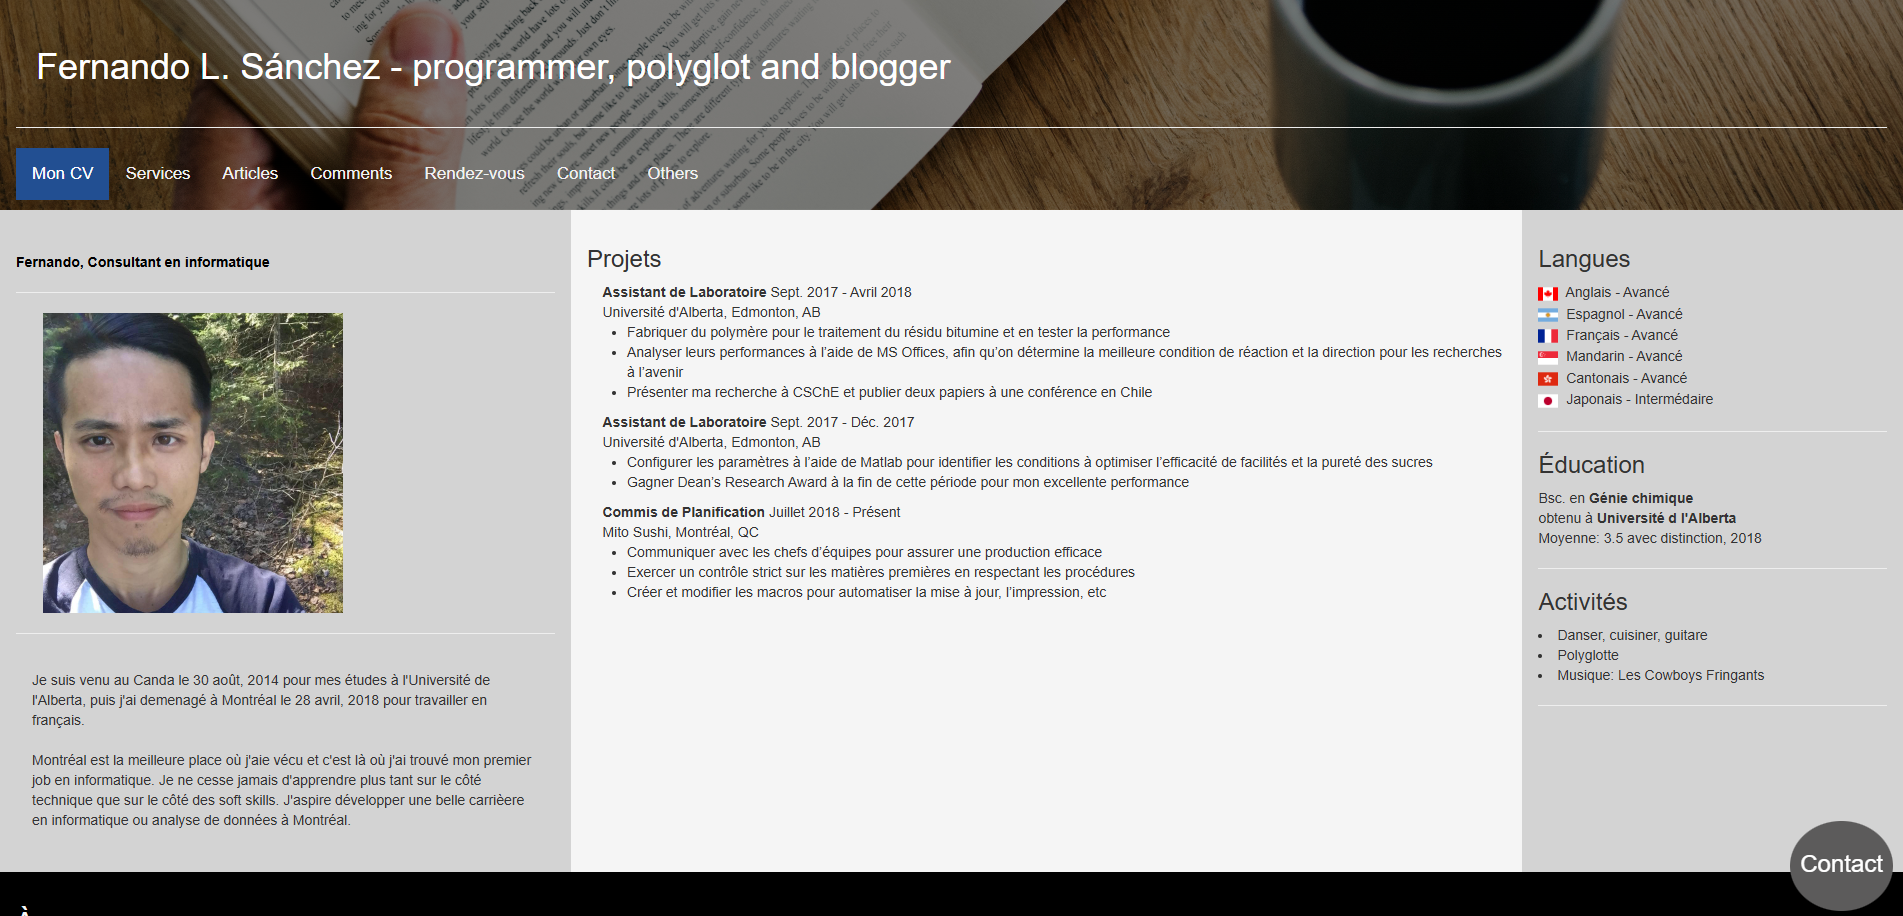 Fernando L. Sánchez - programmer, polyglot and blogger
Mon CV
Services
Articles
Comments
Rendez-vous
Contact
Others
Fernando, Consultant en informatique
Je suis venu au Canda le 30 août, 2014 pour mes études à l'Université de
l'Alberta, puis j'ai demenagé à Montréal le 28 avril, 2018 pour travailler en
français.
Montréal est la meilleure place où j'aie vécu et c'est là où j'ai trouvé mon premier
job en informatique. Je ne cesse jamais d'apprendre plus tant sur le côté
technique que sur le côté des soft skills. J'aspire développer une belle carrièere
en informatique ou analyse de données à Montréal.
Projets
Assistant de Laboratoire Sept. 2017 - Avril 2018
Université d'Alberta, Edmonton, AB
• Fabriquer du polymère pour le traitement du résidu bitumine et en tester la performance
• Analyser leurs performances à l’aide de MS Offices, afin qu’on détermine la meilleure condition de réaction et la direction pour les recherches
à l’avenir
• Présenter ma recherche à CSChE et publier deux papiers à une conférence en Chile
Assistant de Laboratoire Sept. 2017 - Déc. 2017
Université d'Alberta, Edmonton, AB
• Configurer les paramètres à l’aide de Matlab pour identifier les conditions à optimiser l’efficacité de facilités et la pureté des sucres
• Gagner Dean’s Research Award à la fin de cette période pour mon excellente performance
Commis de Planification Juillet 2018 - Présent
Mito Sushi, Montréal, QC
• Communiquer avec les chefs d’équipes pour assurer une production efficace
• Exercer un contrôle strict sur les matières premières en respectant les procédures
• Créer et modifier les macros pour automatiser la mise à jour, l’impression, etc
Langues
Anglais - Avancé
Espagnol - Avancé
Français - Avancé
Mandarin - Avancé
Cantonais - Avancé
Japonais - Intermédaire
Éducation
Bsc. en Génie chimique
obtenu à Université d l'Alberta
Moyenne: 3.5 avec distinction, 2018
Activités
• Danser, cuisiner, guitare
• Polyglotte
• Musique: Les Cowboys Fringants
Contact